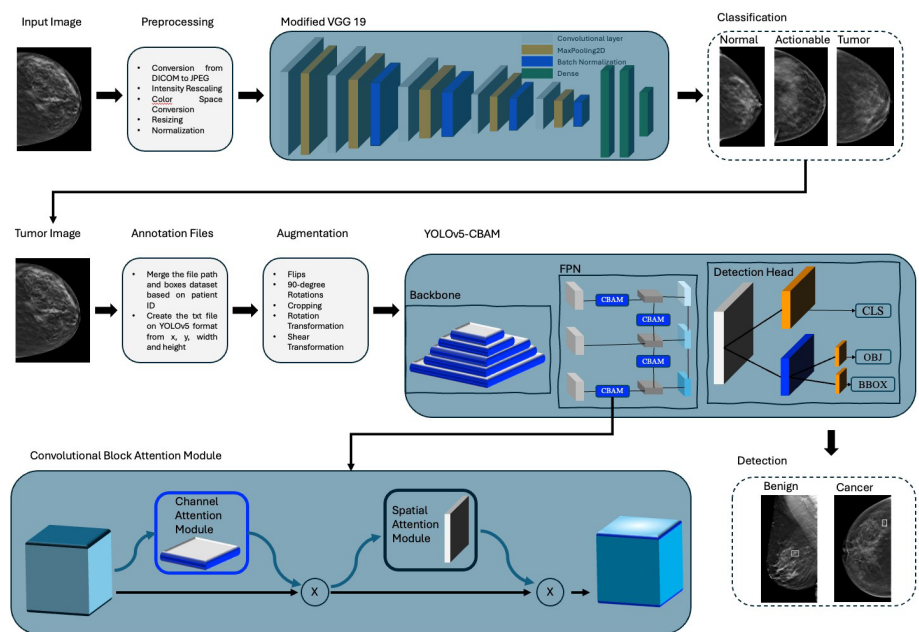 Input Image
Preprocessing
Modified VGG 19
Classification
• Conversion from
DICOM to JPEG
• Intensity Rescaling
• Color Space
Conversion
• Resizing
• Normalization
Convolutional layer
MaxPooling2D
Batch Normalization
Dense
Normal Actionable Tumor
Tumor Image
Annotation Files
Augmentation
YOLOv5-CBAM
• Merge the file path
and boxes dataset
based on patient
ID
• Create the txt file
on YOLOv5 format
from x, y, width
and height
• Flips
• 90-degree
Rotations
• Cropping
• Rotation
Transformation
• Shear
Transformation
Backbone
FPN
CBAM
CBAM
CBAM
CBAM
Detection Head
CLS
OBJ
BBOX
Convolutional Block Attention Module
Channel
Attention
Module
X
Spatial
Attention
Module
X
Detection
Benign Cancer